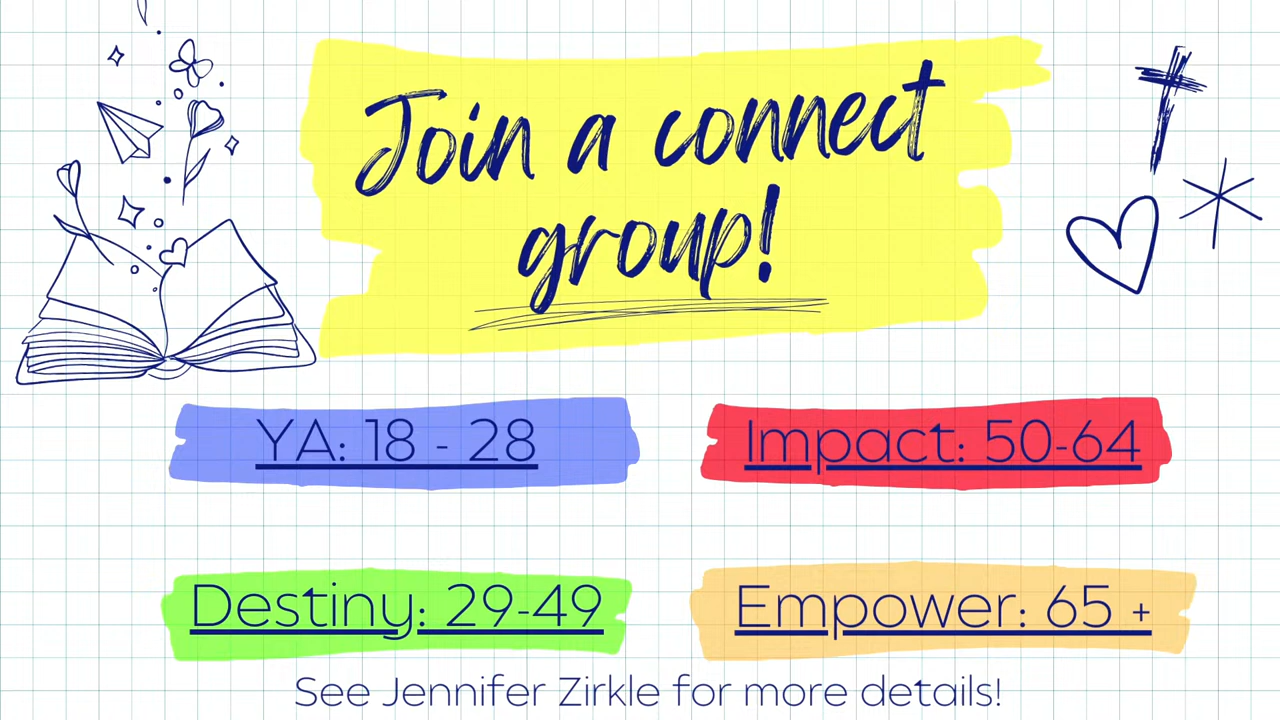 Join a connect
group!
YA: 18 - 28
Impact: 50-64
Destiny: 29-49
Empower: 65 +
See Jennifer Zirkle for more details!